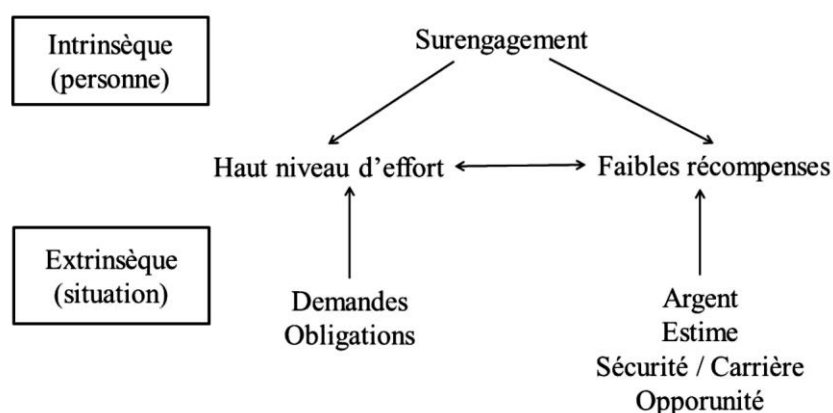 Intrinsèque
(personne)
Surengagement
Haut niveau d'effort
Faibles récompenses
Extrinsèque
(situation)
Demandes
Obligations
Argent
Estime
Sécurité / Carrière
Opporunité